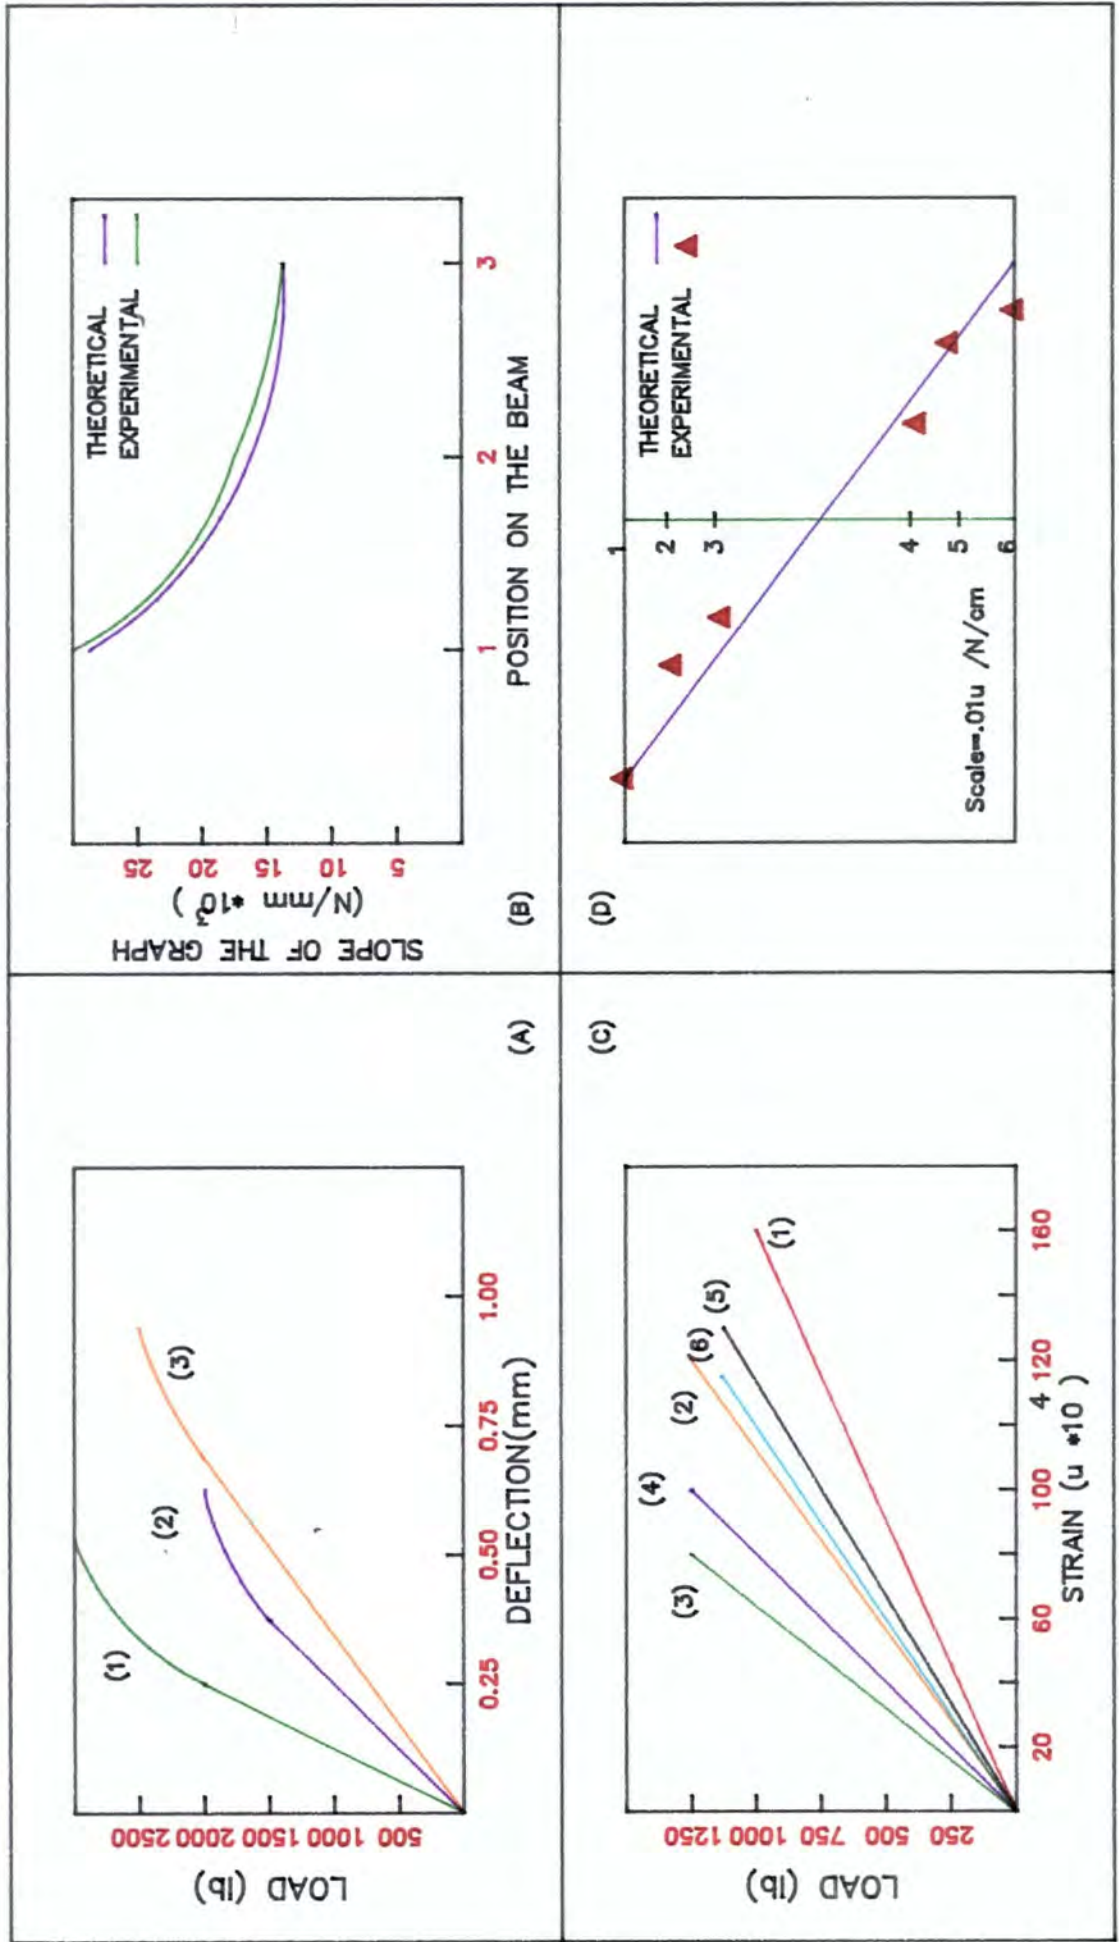 (A)
LOAD (lb)
500 1000 1500 2000 2500
(1)
(2)
(3)
0.25 0.50 0.75 1.00
DEFLECTION(mm)
(B)
SLOPE OF THE GRAPH
(N/mm *10³)
5 10 15 20 25
THEORETICAL
EXPERIMENTAL
1 2 3
POSITION ON THE BEAM
(C)
LOAD (lb)
250 500 750 1000 1250
(3)
(4)
(2)
(6)
(5)
(1)
20 60 100 120 160
STRAIN (u *10⁴)
(D)
THEORETICAL
EXPERIMENTAL
1
2
3
4
5
6
Scale=.01u /N/cm